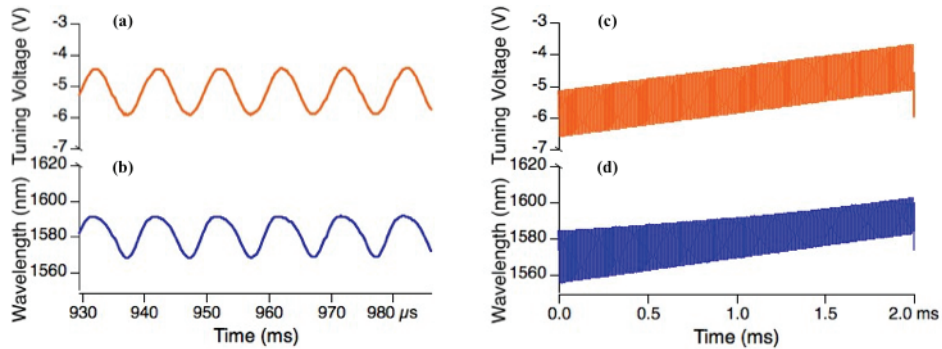 (a)
Tuning Voltage (V)
-3
-4
-5
-6
-7
(b)
Wavelength (nm)
1620
1600
1580
1560
930 940 950 960 970 980 µs
Time (ms)
(c)
Tuning Voltage (V)
-3
-4
-5
-6
-7
(d)
Wavelength (nm)
1620
1600
1580
1560
0.0 0.5 1.0 1.5 2.0 ms
Time (ms)